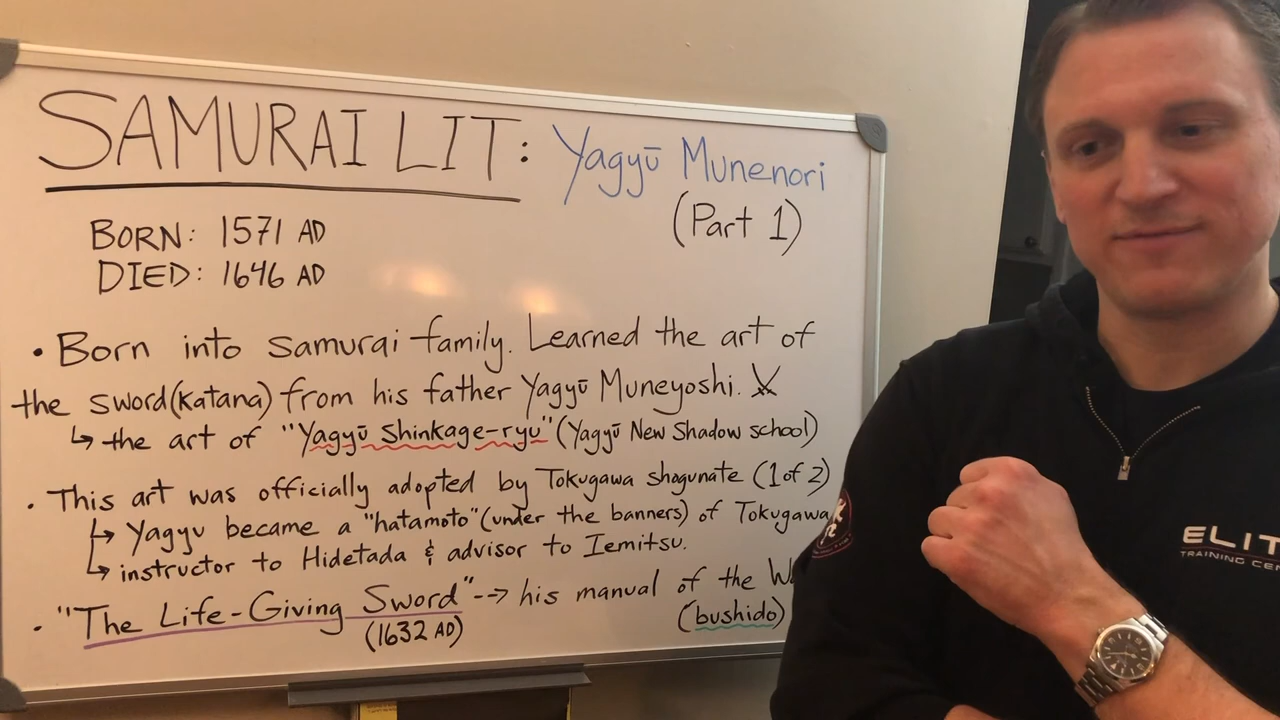 SAMURAI LIT: Yagyū Munenori
(Part 1)
BORN: 1571 AD
DIED: 1646 AD
• Born into samurai family. Learned the art of
the sword(katana) from his father Yagyū Muneyoshi.
↳ the art of "Yagyū Shinkage-ryu" (Yagyū New Shadow school)
• This art was officially adopted by Tokugawa shogunate (1 of 2)
↳ Yagyu became a "hatamoto" (under the banners) of Tokugawa
↳ instructor to Hidetada & advisor to Iemitsu.
• "The Life-Giving Sword" --> his manual of the
(1632 AD)
(bushido)
ELIT
TRAINING CEN